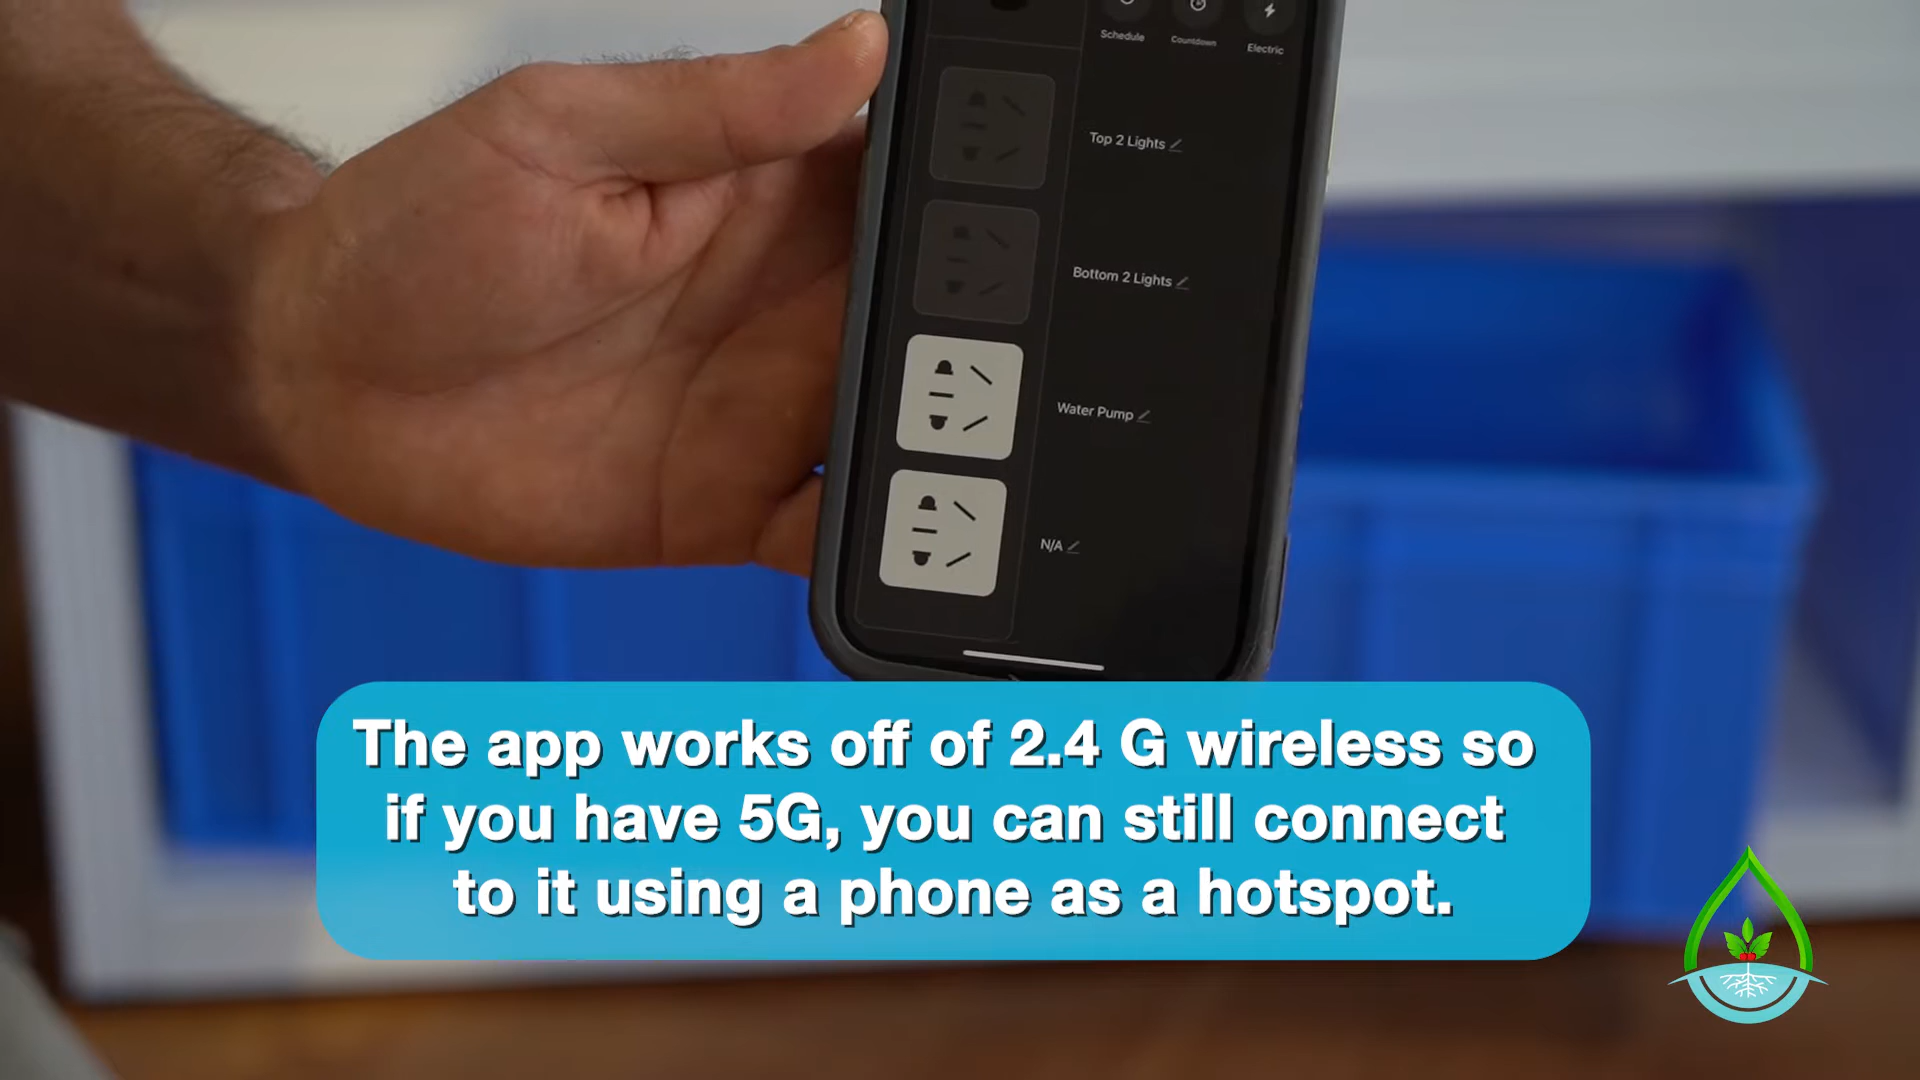 Schedule
Countdown
Electric
Top 2 Lights
Bottom 2 Lights
Water Pump
N/A
The app works off of 2.4 G wireless so
if you have 5G, you can still connect
to it using a phone as a hotspot.